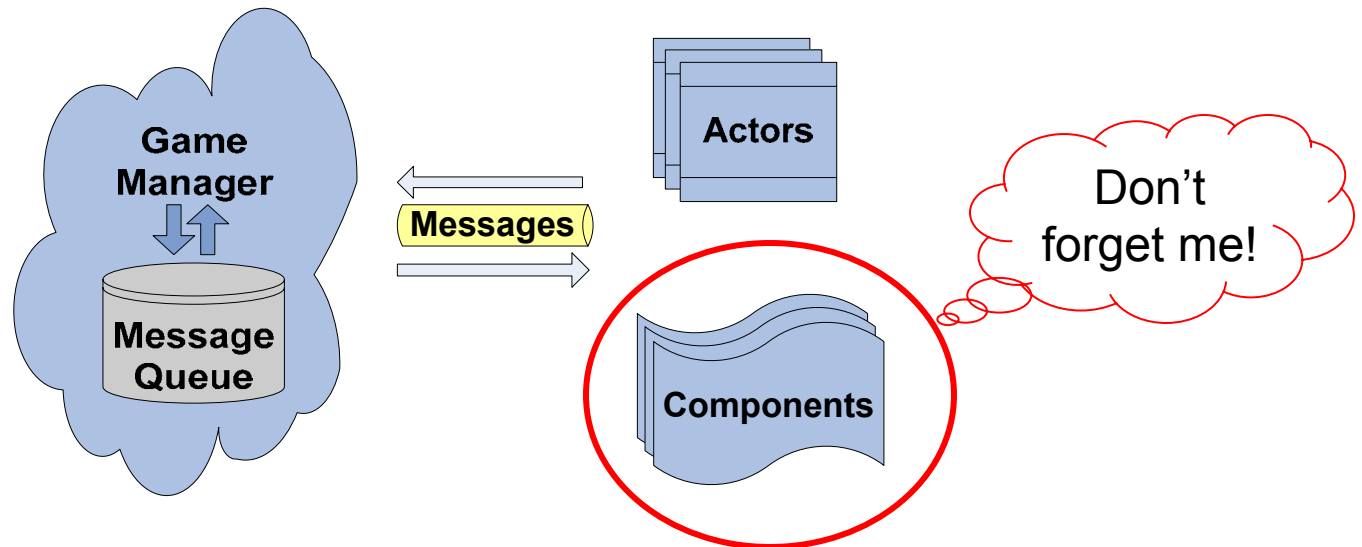 Game
Manager
Message
Queue
Messages
Actors
Components
Don’t
forget me!